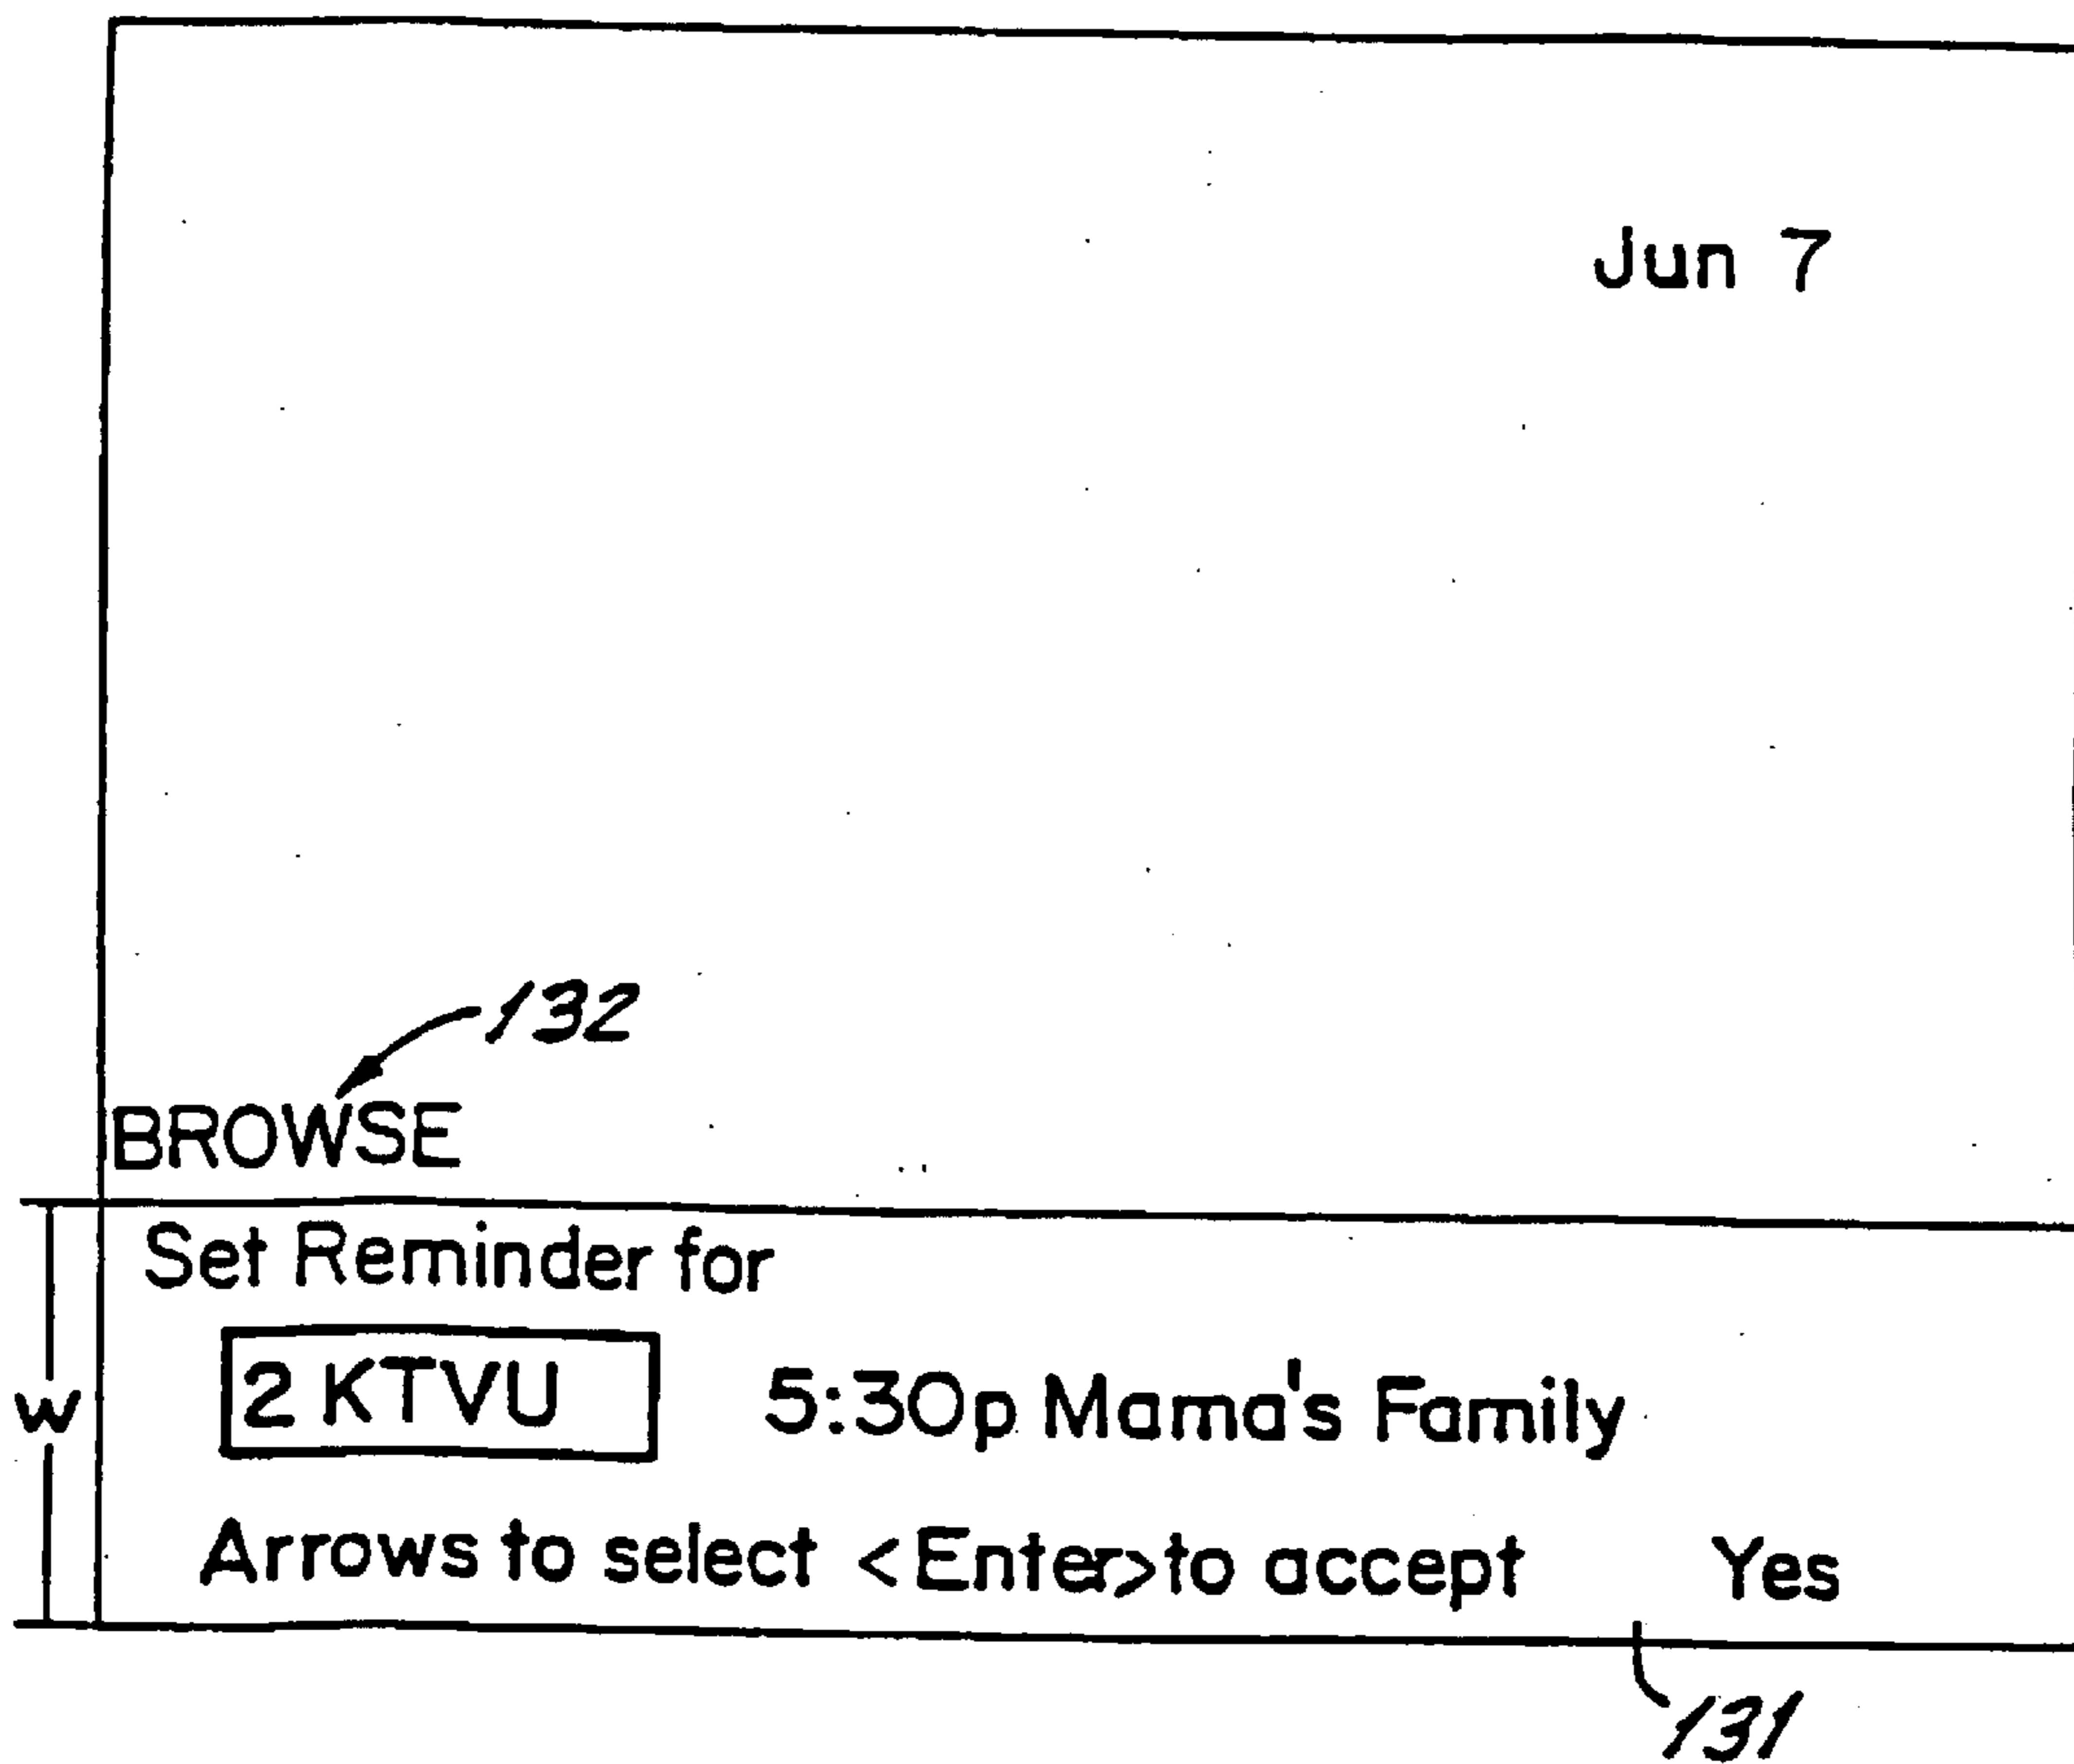 Jun 7
132
BROWSE
Set Reminder for
2 KTVU 5:30p Mama's Family
w
Arrows to select <Enter> to accept Yes
131